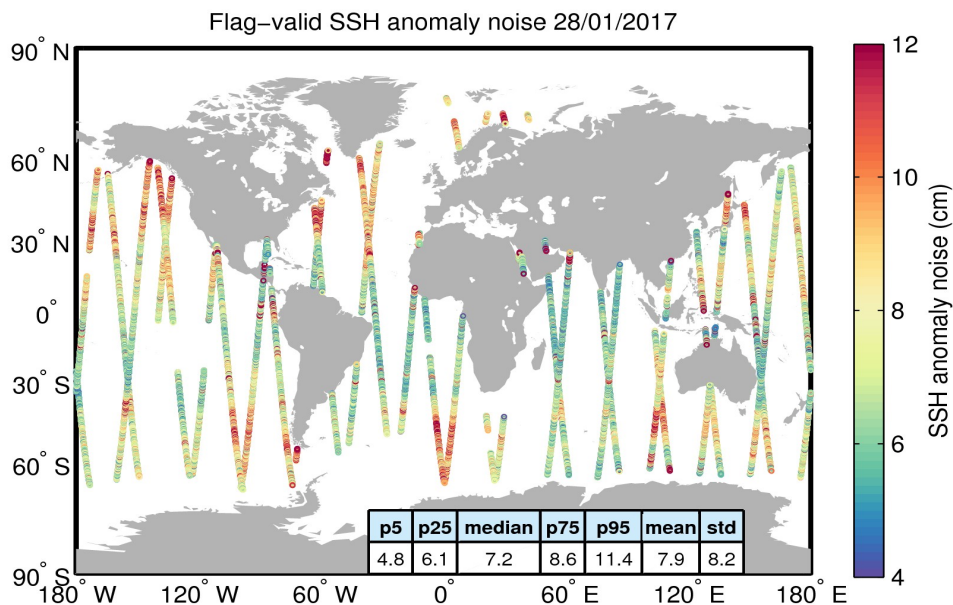 Flag−valid SSH anomaly noise 28/01/2017
90° N
60° N
30° N
0°
30° S
60° S
90° S
180° W
120° W
60° W
0°
60° E
120° E
180° E
p5 p25 median p75 p95 mean std
4.8 6.1 7.2 8.6 11.4 7.9 8.2
12
10
8
6
4
SSH anomaly noise (cm)